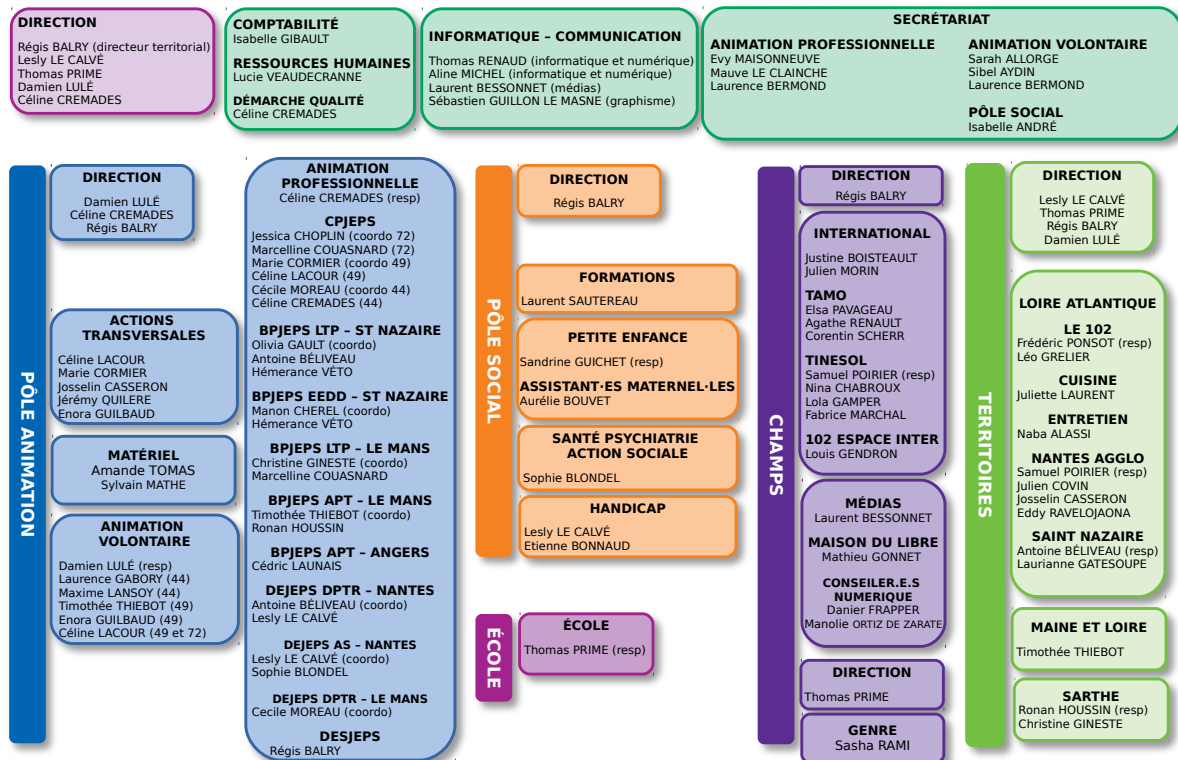 DIRECTION
Régis BALRY (directeur territorial)
Lesly LE CALVÉ
Thomas PRIME
Damien LULÉ
Céline CREMADES
COMPTABILITÉ
Isabelle GIBAULT
RESSOURCES HUMAINES
Lucie VEAUDECRANNE
DÉMARCHE QUALITÉ
Céline CREMADES
INFORMATIQUE – COMMUNICATION
Thomas RENAUD (informatique et numérique)
Aline MICHEL (informatique et numérique)
Laurent BESSONNET (médias)
Sébastien GUILLON LE MASNE (graphisme)
SECRÉTARIAT
ANIMATION PROFESSIONNELLE
Evy MAISONNEUVE
Mauve LE CLAINCHE
Laurence BERMOND
ANIMATION VOLONTAIRE
Sarah ALLORGE
Sibel AYDIN
Laurence BERMOND
PÔLE SOCIAL
Isabelle ANDRÉ
PÔLE ANIMATION
DIRECTION
Damien LULÉ
Céline CREMADES
Régis BALRY
ACTIONS
TRANSVERSALES
Céline LACOUR
Marie CORMIER
Josselin CASSERON
Jérémy QUILERE
Enora GUILBAUD
MATÉRIEL
Amande TOMAS
Sylvain MATHE
ANIMATION
VOLONTAIRE
Damien LULÉ (resp)
Laurence GABORY (44)
Maxime LANSOY (44)
Timothée THIEBOT (49)
Enora GUILBAUD (49)
Céline LACOUR (49 et 72)
ANIMATION
PROFESSIONNELLE
Céline CREMADES (resp)
CPJEPS
Jessica CHOPLIN (coordo 72)
Marcelline COUASNARD (72)
Marie CORMIER (coordo 49)
Céline LACOUR (49)
Cécile MOREAU (coordo 44)
Céline CREMADES (44)
BPJEPS LTP – ST NAZAIRE
Olivia GAULT (coordo)
Antoine BÉLIVEAU
Hémerance VÉTO
BPJEPS EEDD – ST NAZAIRE
Manon CHEREL (coordo)
Hémerance VÉTO
BPJEPS LTP – LE MANS
Christine GINESTE (coordo)
Marcelline COUASNARD
BPJEPS APT – LE MANS
Timothée THIEBOT (coordo)
Ronan HOUSSIN
BPJEPS APT – ANGERS
Cédric LAUNAIS
DEJEPS DPTR – NANTES
Antoine BÉLIVEAU (coordo)
Lesly LE CALVÉ
DEJEPS AS – NANTES
Lesly LE CALVÉ (coordo)
Sophie BLONDEL
DEJEPS DPTR – LE MANS
Cecile MOREAU (coordo)
DESJEPS
Régis BALRY
PÔLE SOCIAL
DIRECTION
Régis BALRY
FORMATIONS
Laurent SAUTEREAU
PETITE ENFANCE
Sandrine GUICHET (resp)
ASSISTANT·ES MATERNEL·LES
Aurélie BOUVET
SANTÉ PSYCHIATRIE
ACTION SOCIALE
Sophie BLONDEL
HANDICAP
Lesly LE CALVÉ
Etienne BONNAUD
ÉCOLE
ÉCOLE
Thomas PRIME (resp)
CHAMPS
DIRECTION
Régis BALRY
INTERNATIONAL
Justine BOISTEAULT
Julien MORIN
TAMO
Elsa PAVAGEAU
Agathe RENAULT
Corentin SCHERR
TINESOL
Samuel POIRIER (resp)
Nina CHABROUX
Lola GAMPER
Fabrice MARCHAL
102 ESPACE INTER
Louis GENDRON
MÉDIAS
Laurent BESSONNET
MAISON DU LIBRE
Mathieu GONNET
CONSEILER.E.S
NUMERIQUE
Danier FRAPPER
Manolie ORTIZ DE ZARATE
DIRECTION
Thomas PRIME
GENRE
Sasha RAMI
TERRITOIRES
DIRECTION
Lesly LE CALVÉ
Thomas PRIME
Régis BALRY
Damien LULÉ
LOIRE ATLANTIQUE
LE 102
Frédéric PONSOT (resp)
Léo GRELIER
CUISINE
Juliette LAURENT
ENTRETIEN
Naba ALASSI
NANTES AGGLO
Samuel POIRIER (resp)
Julien COVIN
Josselin CASSERON
Eddy RAVELOJAONA
SAINT NAZAIRE
Antoine BÉLIVEAU (resp)
Laurianne GATESOUPE
MAINE ET LOIRE
Timothée THIEBOT
SARTHE
Ronan HOUSSIN (resp)
Christine GINESTE